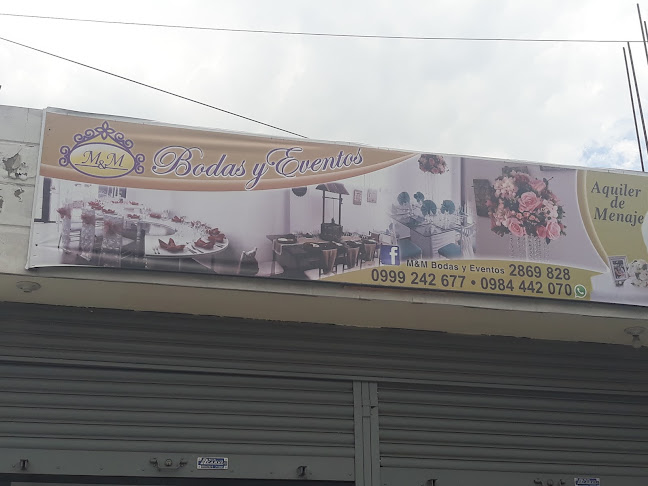 M&M
Bodas y Eventos
Aquiler
de
Menaje
M&M Bodas y Eventos 2869 828
0999 242 677 • 0984 442 070